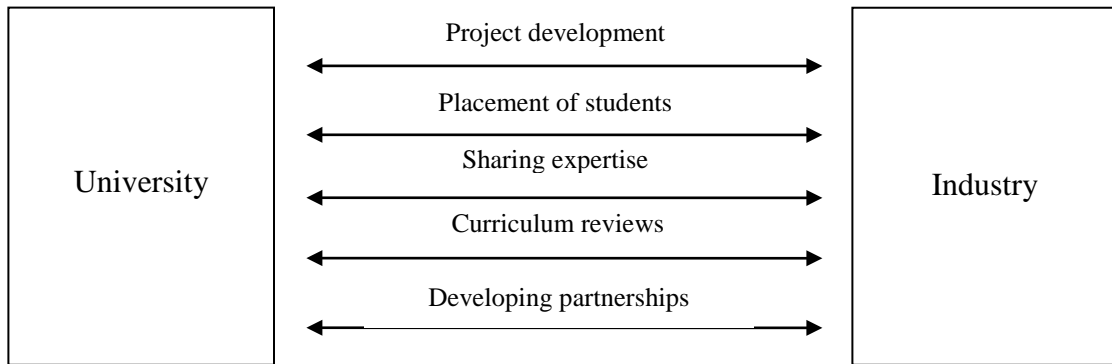 Project development
Placement of students
Sharing expertise
University
Industry
Curriculum reviews
Developing partnerships